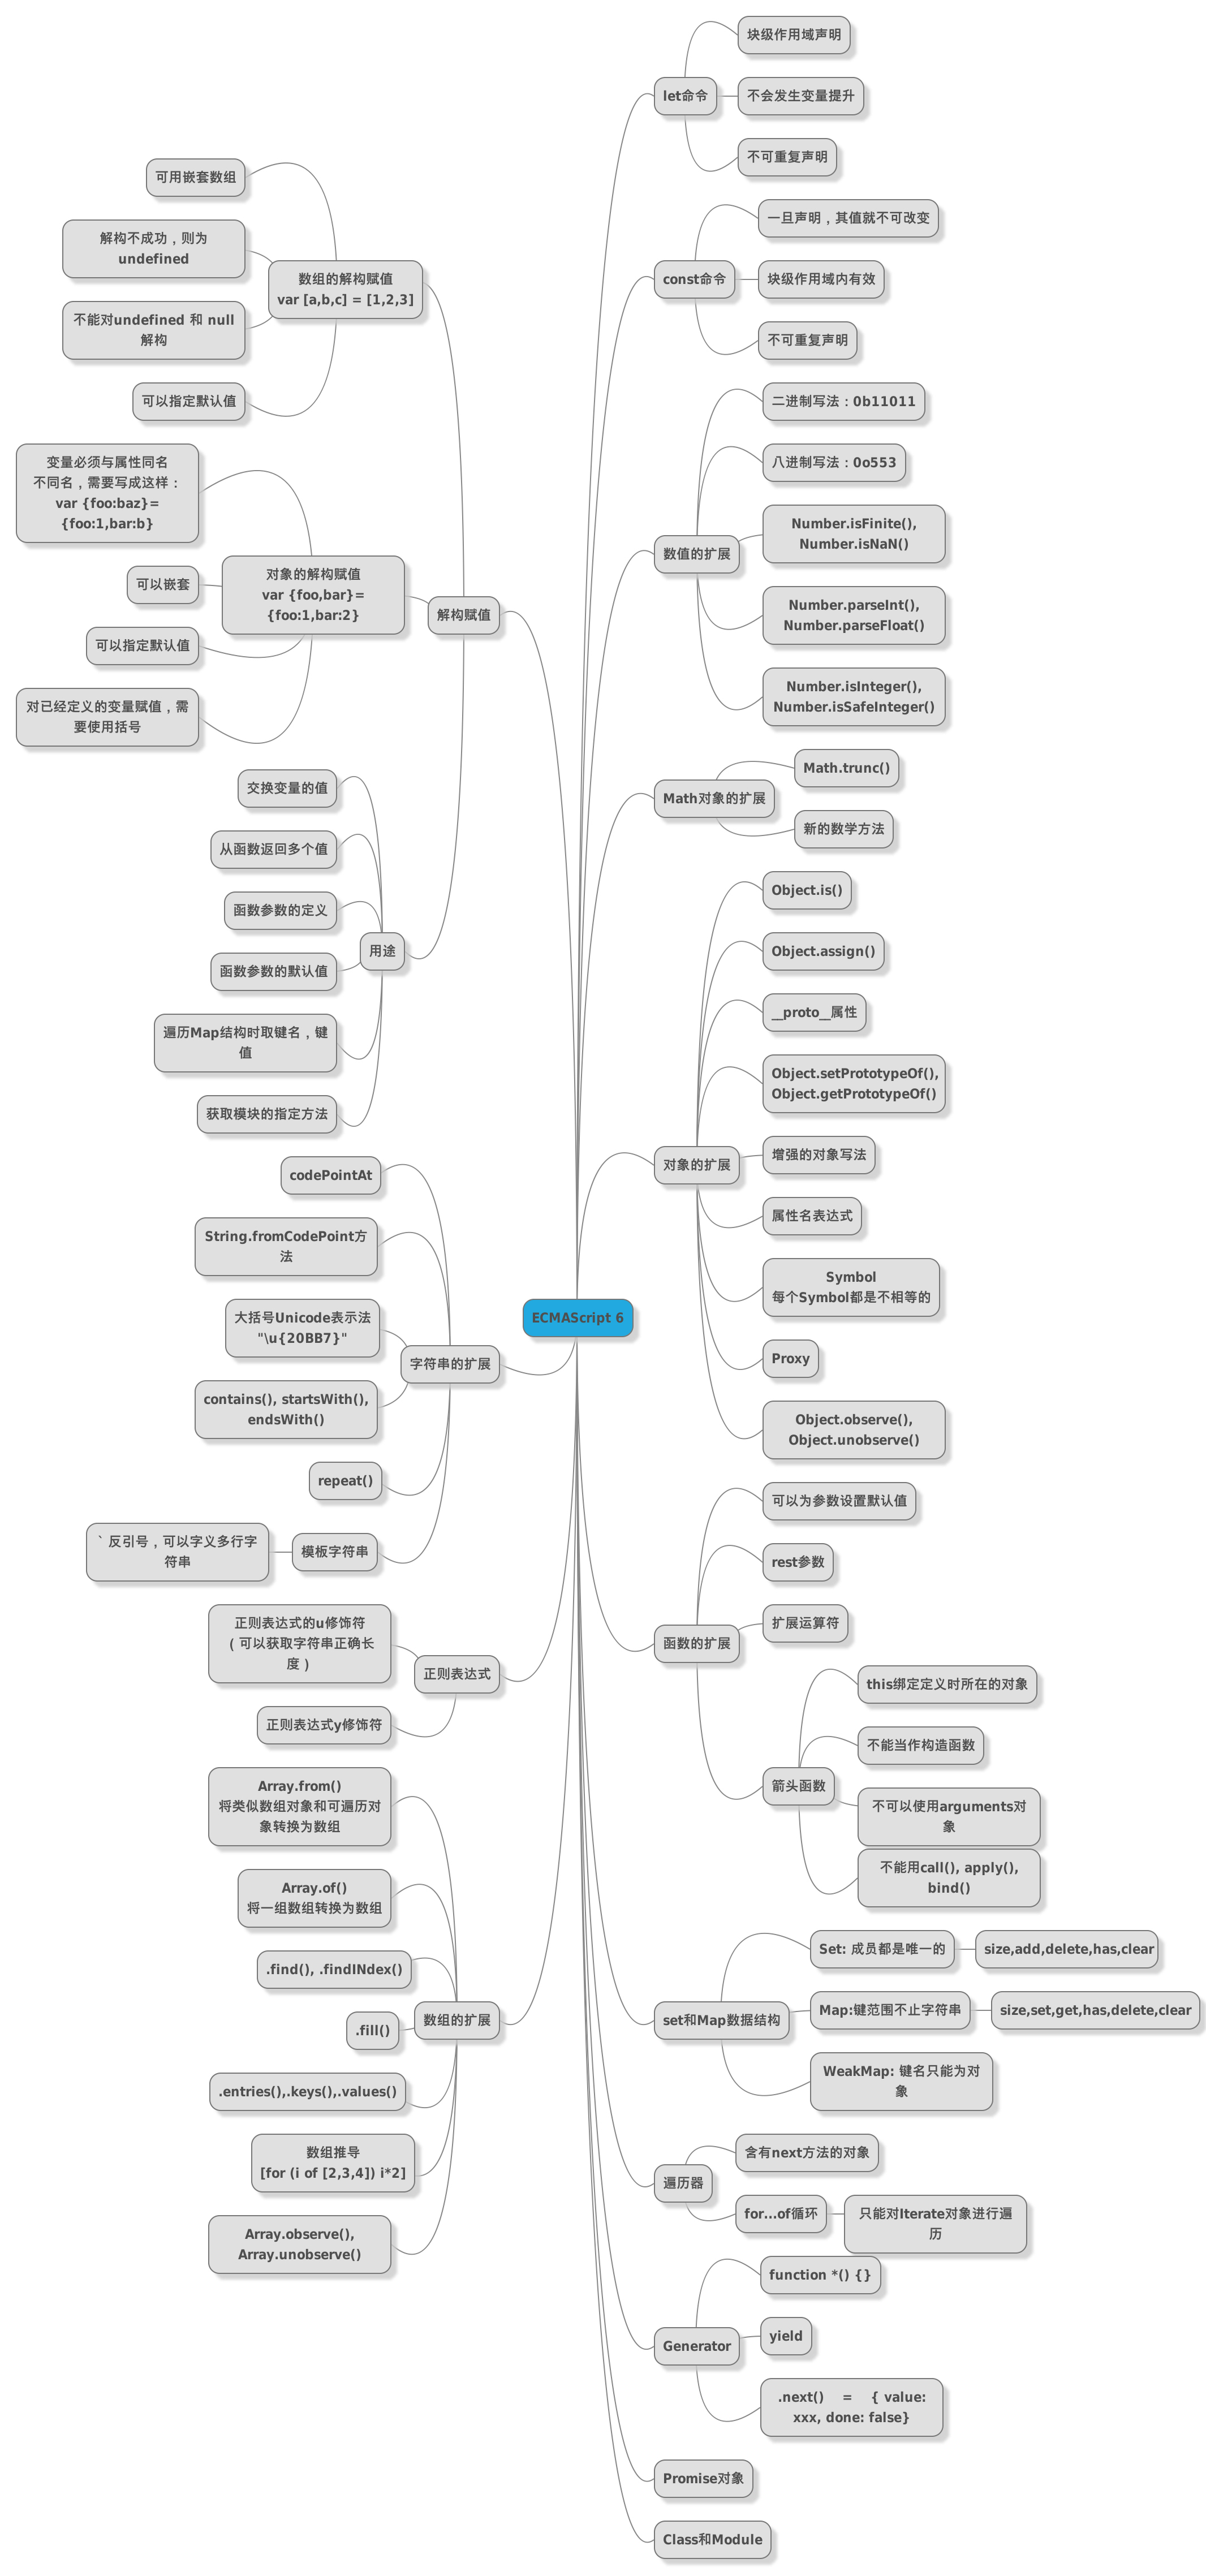 ECMAScript 6
let命令
块级作用域声明
不会发生变量提升
不可重复声明
const命令
一旦声明，其值就不可改变
块级作用域内有效
不可重复声明
数值的扩展
二进制写法：0b11011
八进制写法：0o553
Number.isFinite(),
Number.isNaN()
Number.parseInt(),
Number.parseFloat()
Number.isInteger(),
Number.isSafeInteger()
Math对象的扩展
Math.trunc()
新的数学方法
对象的扩展
Object.is()
Object.assign()
__proto__属性
Object.setPrototypeOf(),
Object.getPrototypeOf()
增强的对象写法
属性名表达式
Symbol
每个Symbol都是不相等的
Proxy
Object.observe(),
Object.unobserve()
函数的扩展
可以为参数设置默认值
rest参数
扩展运算符
箭头函数
this绑定定义时所在的对象
不能当作构造函数
不可以使用arguments对
象
不能用call(), apply(),
bind()
set和Map数据结构
Set: 成员都是唯一的
size,add,delete,has,clear
Map:键范围不止字符串
size,set,get,has,delete,clear
WeakMap: 键名只能为对
象
遍历器
含有next方法的对象
for...of循环
只能对Iterate对象进行遍
历
Generator
function *() {}
yield
.next() = { value:
xxx, done: false}
Promise对象
Class和Module
解构赋值
数组的解构赋值
var [a,b,c] = [1,2,3]
可用嵌套数组
解构不成功，则为
undefined
不能对undefined 和 null
解构
可以指定默认值
对象的解构赋值
var {foo,bar}=
{foo:1,bar:2}
变量必须与属性同名
不同名，需要写成这样：
var {foo:baz}=
{foo:1,bar:b}
可以嵌套
可以指定默认值
对已经定义的变量赋值，需
要使用括号
用途
交换变量的值
从函数返回多个值
函数参数的定义
函数参数的默认值
遍历Map结构时取键名，键
值
获取模块的指定方法
字符串的扩展
codePointAt
String.fromCodePoint方
法
大括号Unicode表示法
"\u{20BB7}"
contains(), startsWith(),
endsWith()
repeat()
模板字符串
` 反引号，可以字义多行字
符串
正则表达式
正则表达式的u修饰符
（可以获取字符串正确长
度）
正则表达式y修饰符
数组的扩展
Array.from()
将类似数组对象和可遍历对
象转换为数组
Array.of()
将一组数组转换为数组
.find(), .findINdex()
.fill()
.entries(),.keys(),.values()
数组推导
[for (i of [2,3,4]) i*2]
Array.observe(),
Array.unobserve()